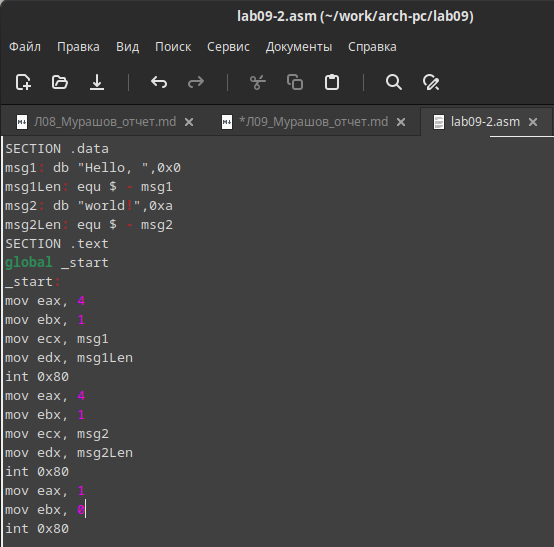 lab09-2.asm (~/work/arch-pc/lab09)
Файл Правка Вид Поиск Сервис Документы Справка
Л08_Мурашов_отчет.md *Л09_Мурашов_отчет.md lab09-2.asm
SECTION .data
msg1: db "Hello, ",0x0
msg1Len: equ $ - msg1
msg2: db "world!",0xa
msg2Len: equ $ - msg2
SECTION .text
global _start
_start:
mov eax, 4
mov ebx, 1
mov ecx, msg1
mov edx, msg1Len
int 0x80
mov eax, 4
mov ebx, 1
mov ecx, msg2
mov edx, msg2Len
int 0x80
mov eax, 1
mov ebx, 0
int 0x80